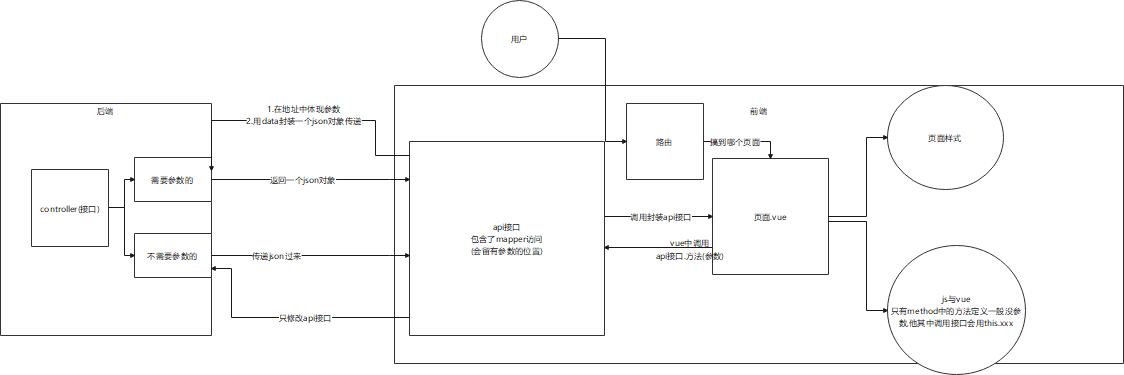 用户
后端
1.在地址中体现参数
2.用data封装一个json对象传递
前端
路由
搞到哪个页面
页面样式
需要参数的
返回一个json对象
controller(接口)
api接口
包含了mapper访问
(会留有参数的位置)
调用封装api接口
页面.vue
vue中调用
api接口.方法(参数)
不需要参数的
传递json过来
只修改api接口
js与vue
只有method中的方法定义一般没参
数,他其中调用接口会用this.xxx